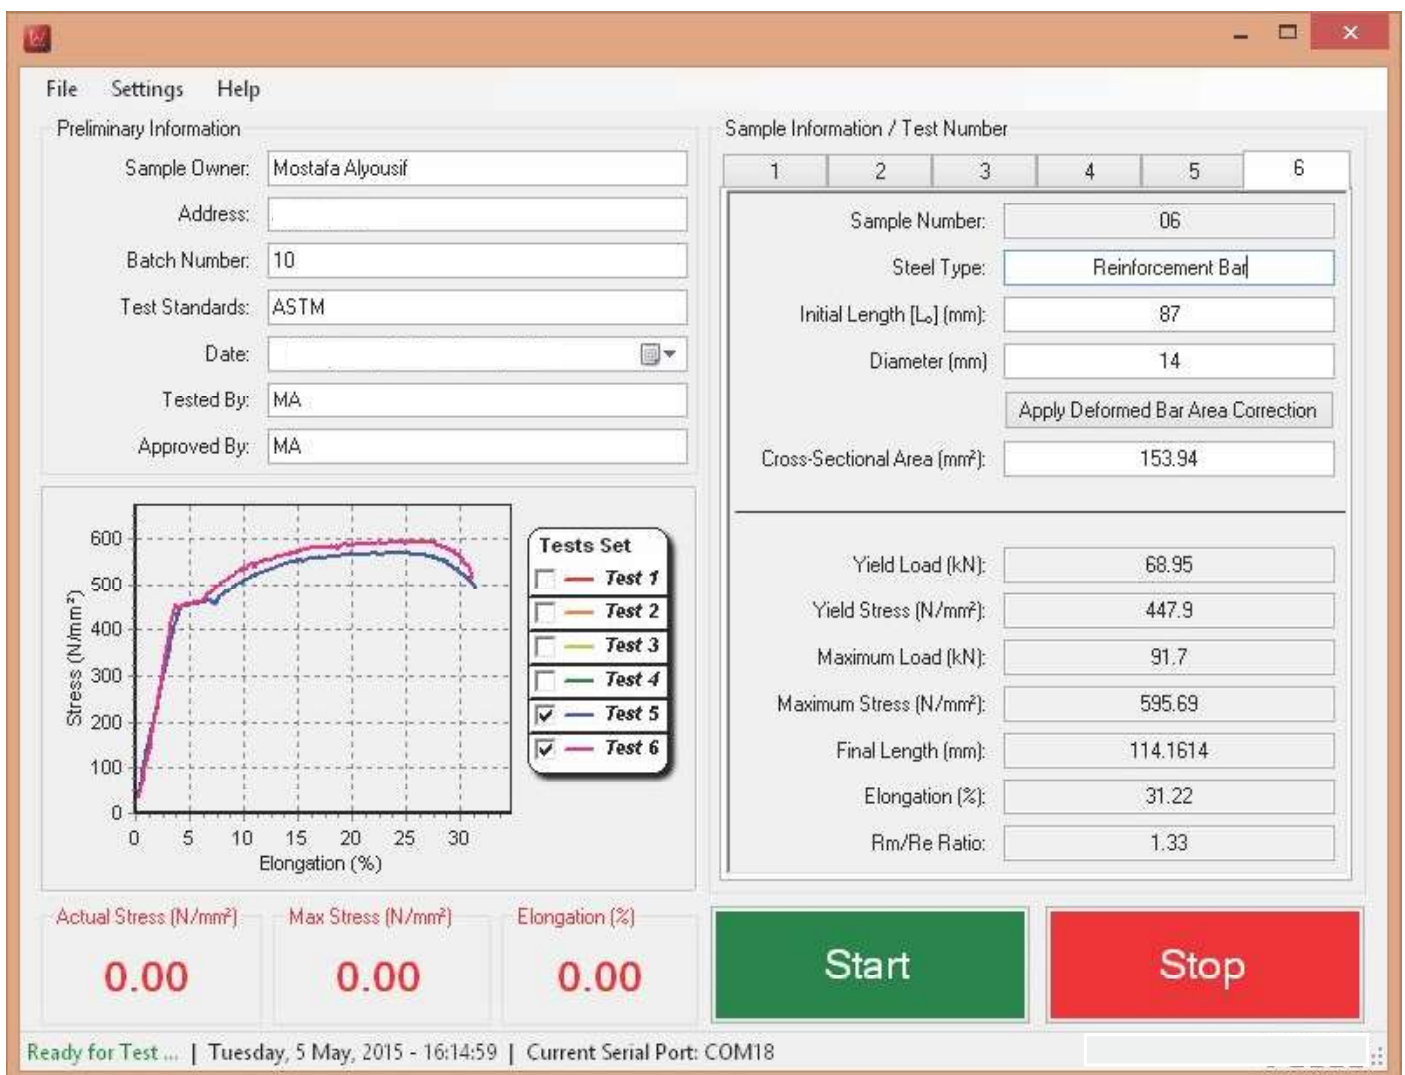 File Settings Help
Preliminary Information
Sample Owner: Mostafa Alyousif
Address:
Batch Number: 10
Test Standards: ASTM
Date:
Tested By: MA
Approved By: MA
Sample Information / Test Number
1 2 3 4 5 6
Sample Number: 06
Steel Type: Reinforcement Bar
Initial Length [Lₒ] (mm): 87
Diameter (mm) 14
Apply Deformed Bar Area Correction
Cross-Sectional Area (mm²): 153.94
Yield Load (kN): 68.95
Yield Stress (N/mm²): 447.9
Maximum Load (kN): 91.7
Maximum Stress (N/mm²): 595.69
Final Length (mm): 114.1614
Elongation (%): 31.22
Rm/Re Ratio: 1.33
Stress (N/mm²)
600
500
400
300
200
100
0
0 5 10 15 20 25 30
Elongation (%)
Tests Set
Test 1
Test 2
Test 3
Test 4
Test 5
Test 6
Actual Stress (N/mm²) Max Stress (N/mm²) Elongation (%)
0.00 0.00 0.00
Start Stop
Ready for Test ... | Tuesday, 5 May, 2015 - 16:14:59 | Current Serial Port: COM18